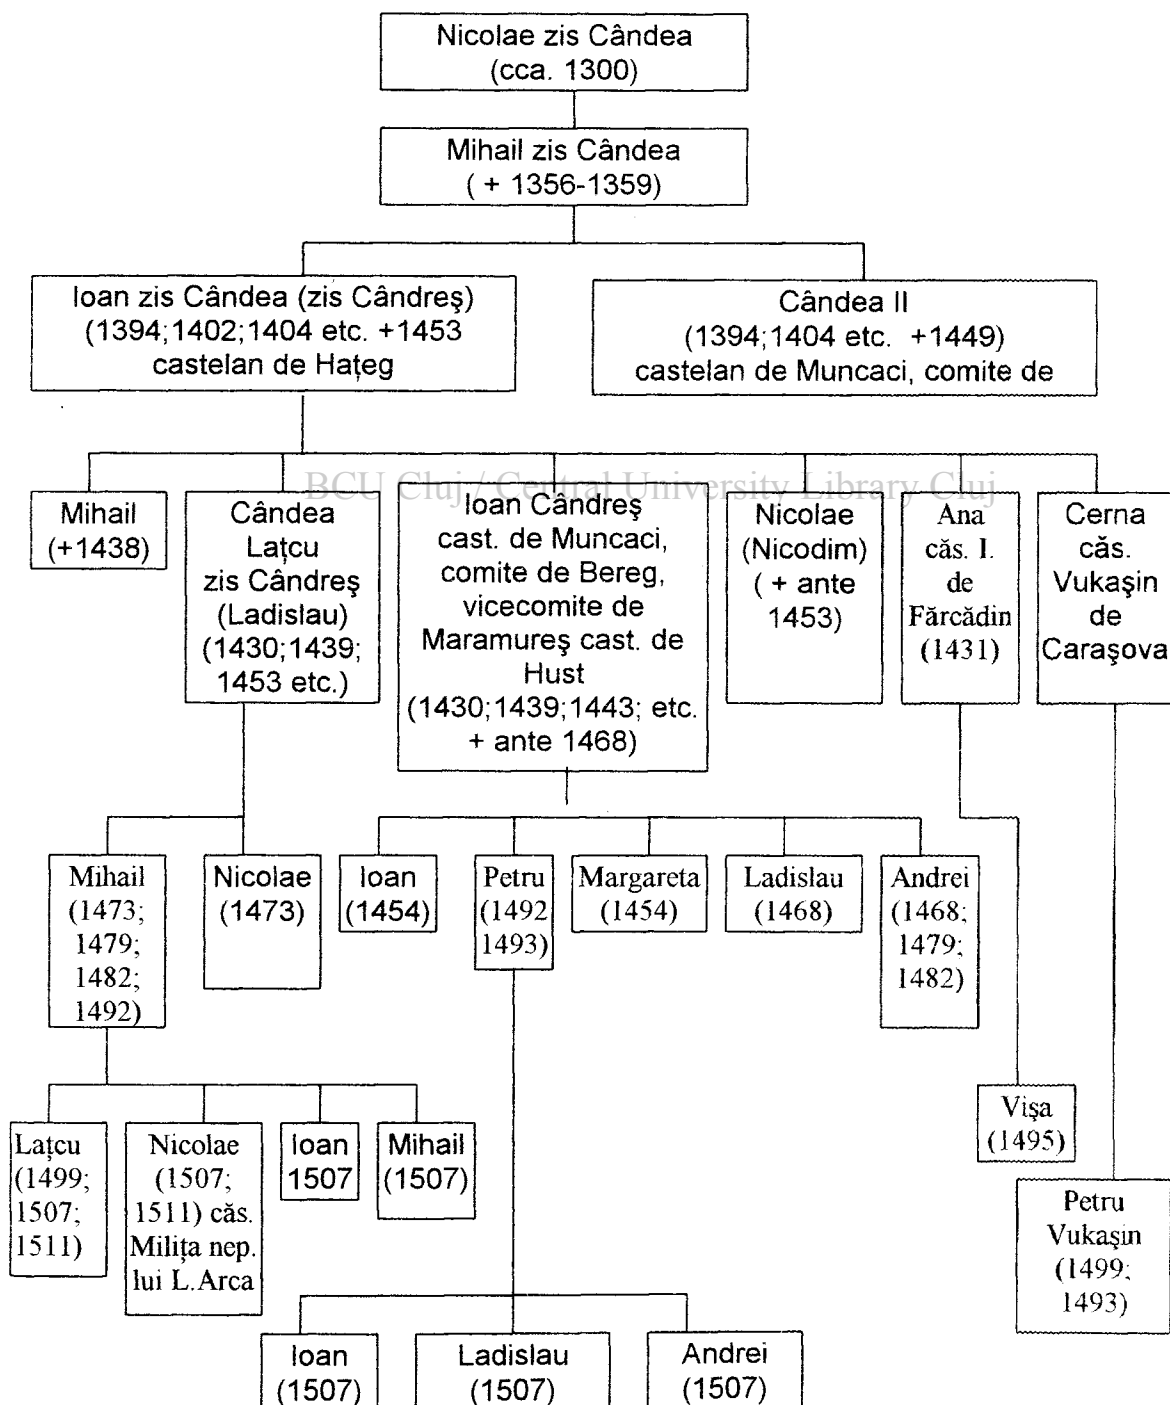 Nicolae zis Cândea
(cca. 1300)
Mihail zis Cândea
( + 1356-1359)
Ioan zis Cândea (zis Cândreş)
(1394;1402;1404 etc. +1453
castelan de Haţeg
Cândea II
(1394;1404 etc. +1449)
castelan de Muncaci, comite de
BCU Cluj / Central University Library Cluj
Mihail
(+1438)
Cândea
Laţcu
zis Cândreş
(Ladislau)
(1430;1439;
1453 etc.)
Ioan Cândreş
cast. de Muncaci,
comite de Bereg,
vicecomite de
Maramureş cast. de
Hust
(1430;1439;1443; etc.
+ ante 1468)
Nicolae
(Nicodim)
( + ante
1453)
Ana
căs. I.
de
Fărcădin
(1431)
Cerna
căs.
Vukaşin
de
Caraşova
Mihail
(1473;
1479;
1482;
1492)
Nicolae
(1473)
Ioan
(1454)
Petru
(1492
1493)
Margareta
(1454)
Ladislau
(1468)
Andrei
(1468;
1479;
1482)
Laţcu
(1499;
1507;
1511)
Nicolae
(1507;
1511) căs.
Miliţa nep.
lui L.Arca
Ioan
1507
Mihail
(1507)
Vişa
(1495)
Petru
Vukaşin
(1499;
1493)
Ioan
(1507)
Ladislau
(1507)
Andrei
(1507)